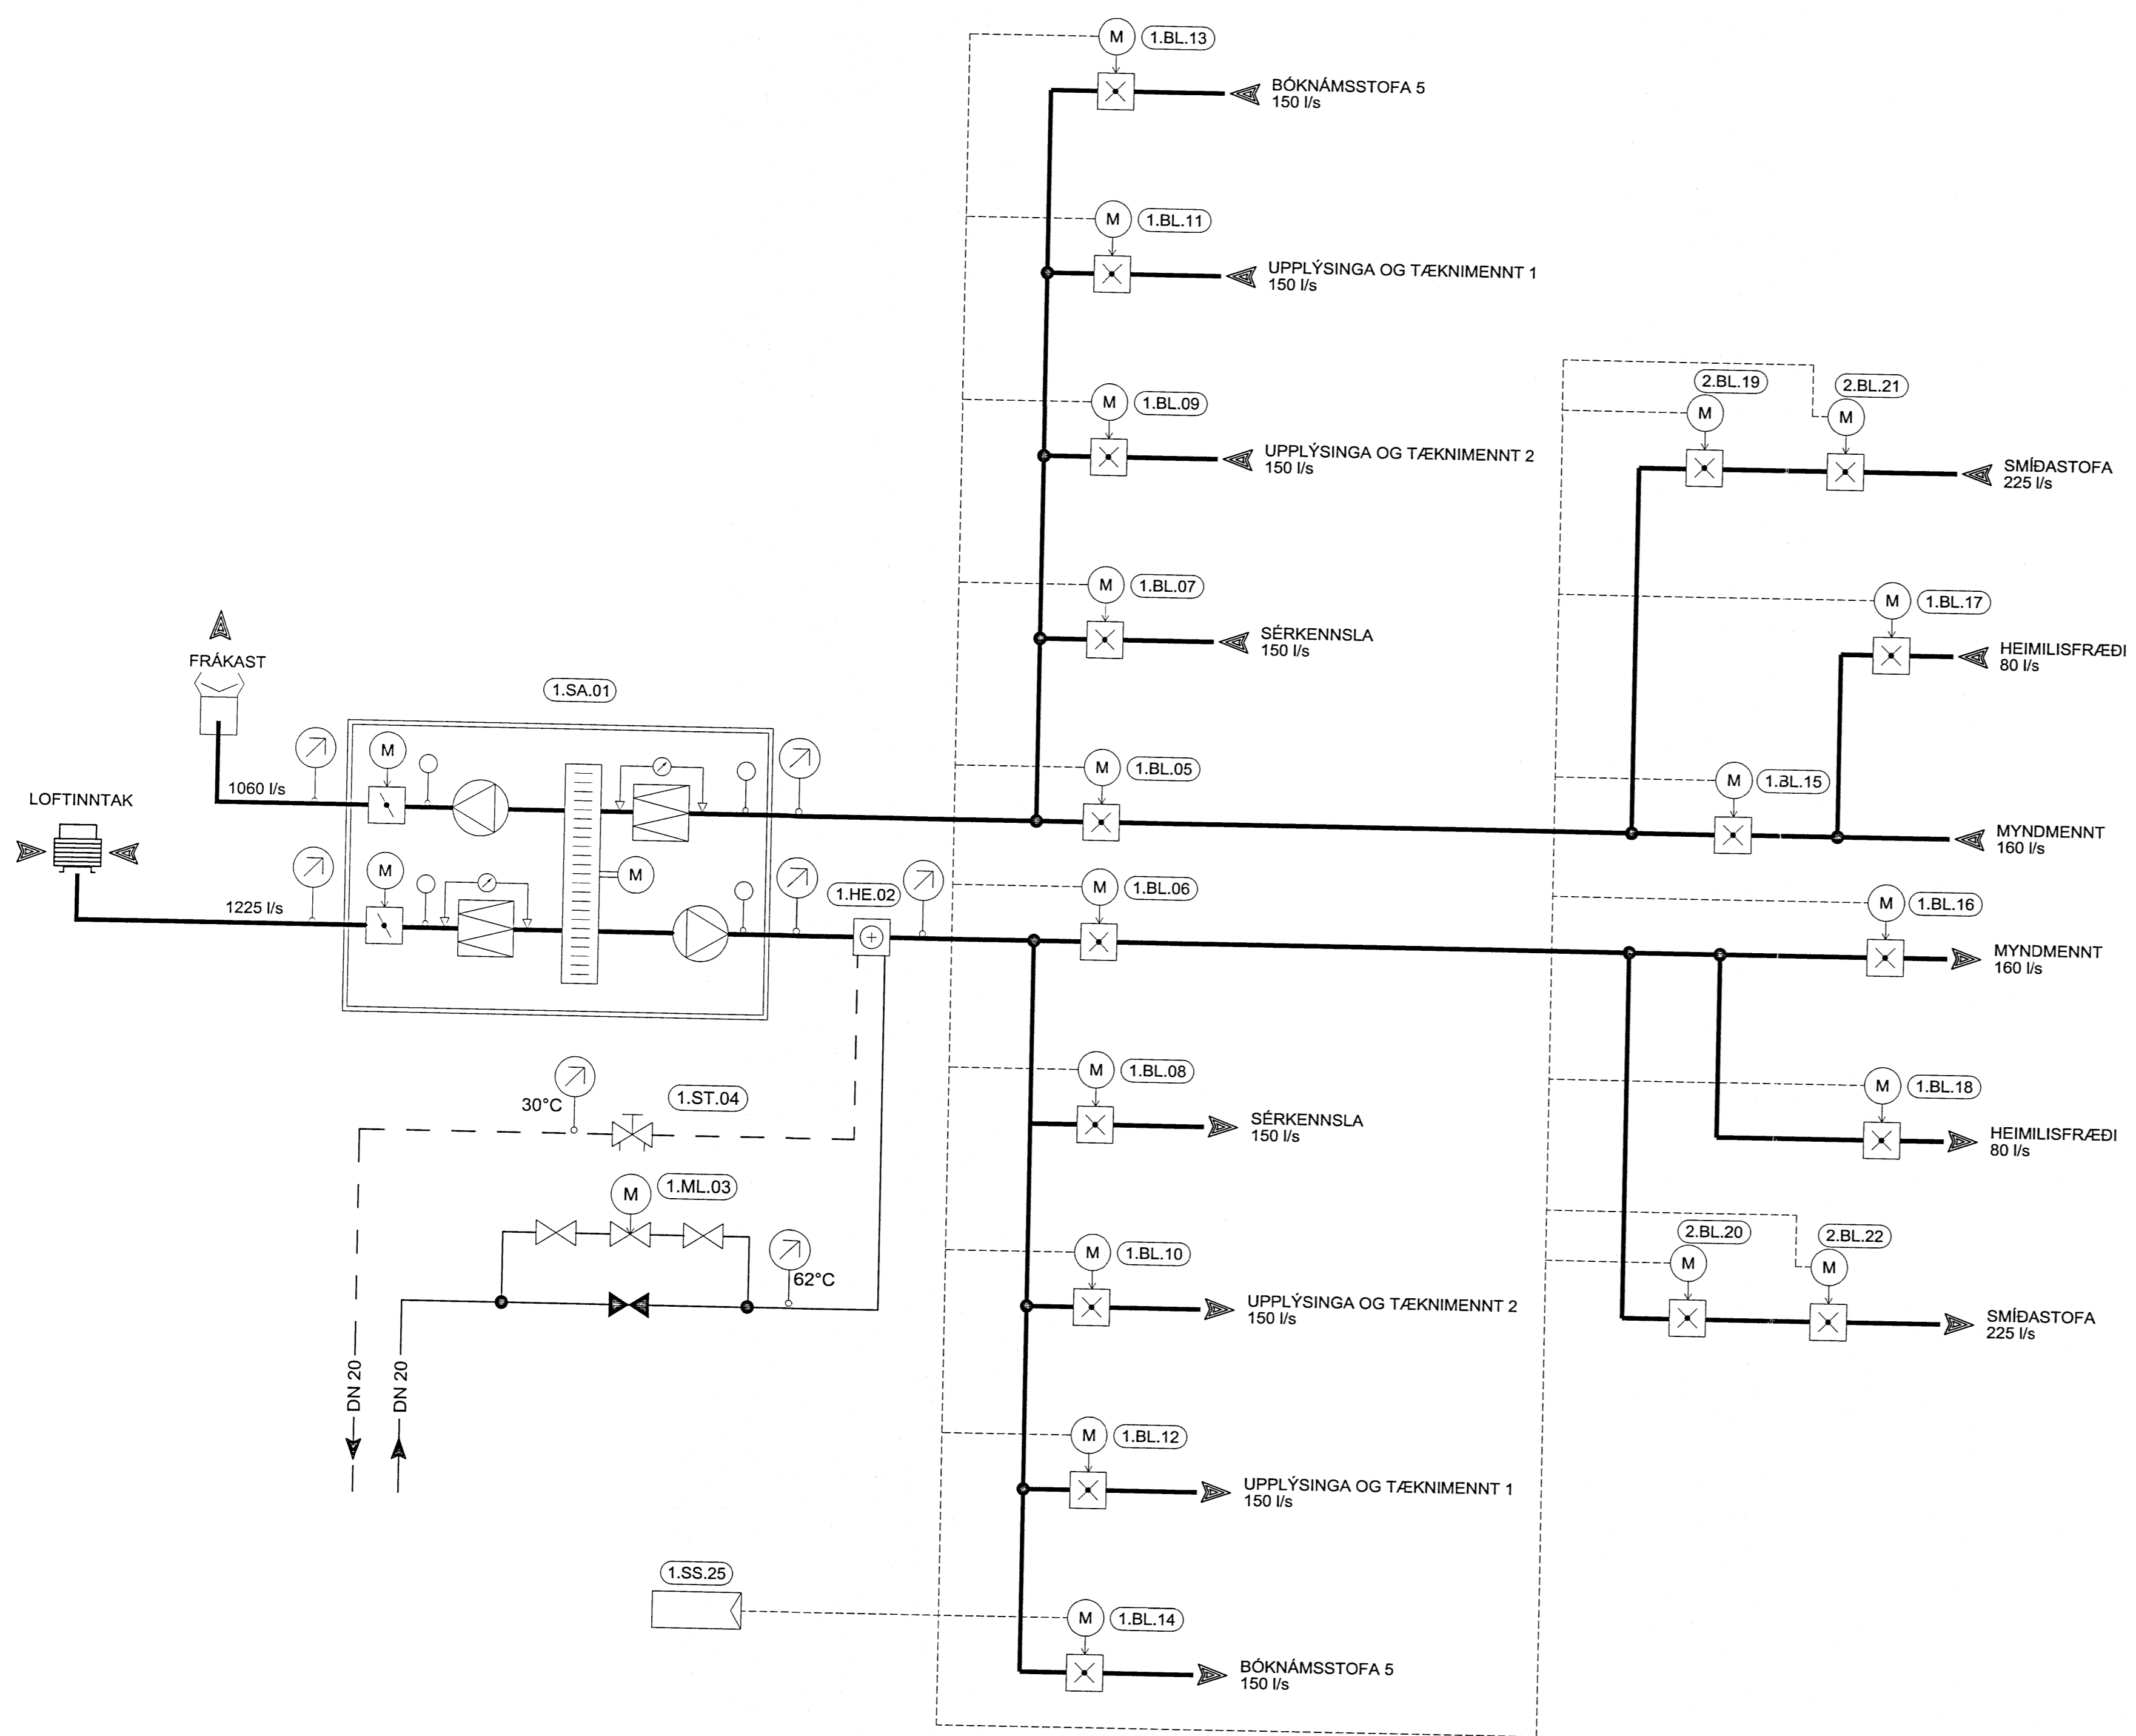 M
1.BL.13
BÓKNÁMSSTOFA 5
150 l/s
M
1.BL.11
UPPLÝSINGA OG TÆKNIMENNT 1
150 l/s
M
1.BL.09
UPPLÝSINGA OG TÆKNIMENNT 2
150 l/s
2.BL.19
2.BL.21
M
M
SMÍÐASTOFA
225 l/s
M
1.BL.07
SÉRKENNSLA
150 l/s
M
1.BL.17
HEIMILISFRÆÐI
80 l/s
FRÁKAST
1.SA.01
M
1060 l/s
M
1.BL.05
M
1.BL.15
MYNDMENNT
160 l/s
LOFTINNTAK
M
M
1225 l/s
1.HE.02
M
1.BL.06
M
1.BL.16
MYNDMENNT
160 l/s
30°C
1.ST.04
M
1.BL.08
SÉRKENNSLA
150 l/s
M
1.BL.18
HEIMILISFRÆÐI
80 l/s
M
1.ML.03
62°C
M
1.BL.10
UPPLÝSINGA OG TÆKNIMENNT 2
150 l/s
2.BL.20
2.BL.22
M
M
SMÍÐASTOFA
225 l/s
DN 20
DN 20
M
1.BL.12
UPPLÝSINGA OG TÆKNIMENNT 1
150 l/s
1.SS.25
M
1.BL.14
BÓKNÁMSSTOFA 5
150 l/s